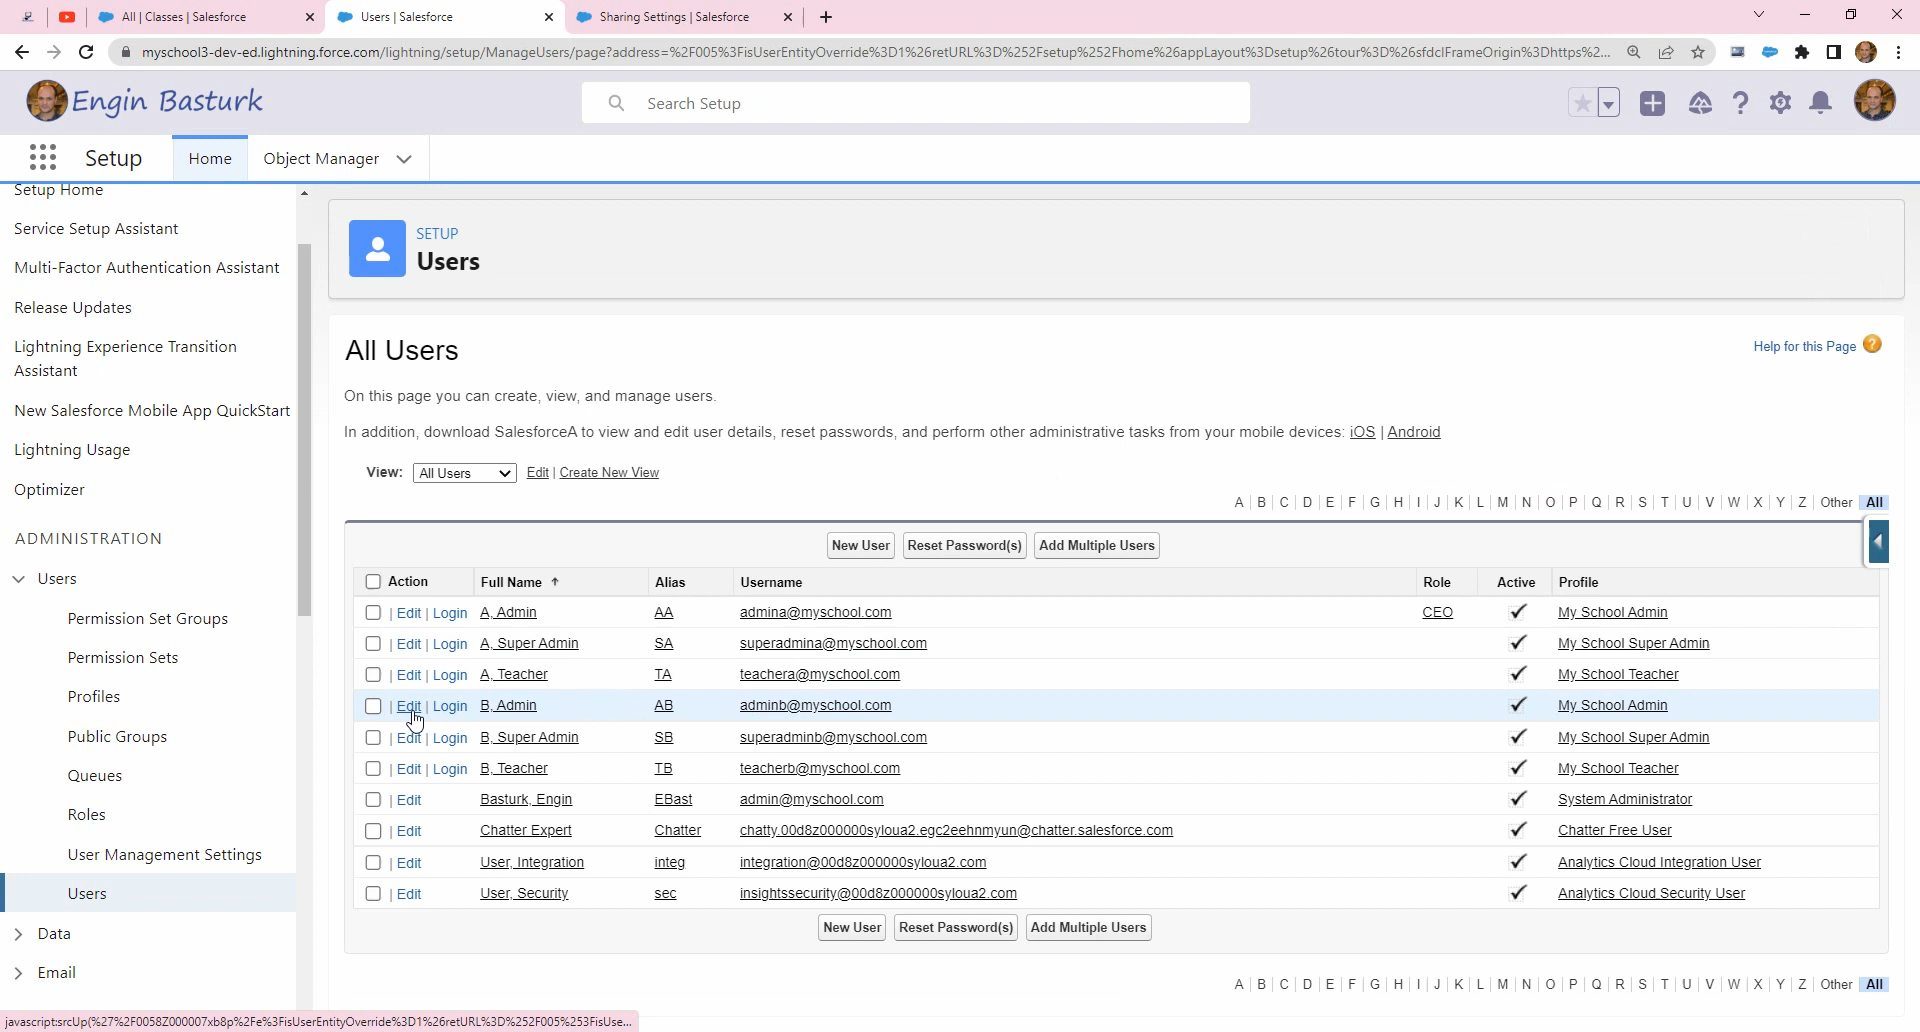 All | Classes | Salesforce
Users | Salesforce
Sharing Settings | Salesforce
myschool3-dev-ed.lightning.force.com/lightning/setup/ManageUsers/page?address=%2F005%3FisUserEntityOverride%3D1%26retURL%3D%252Fsetup%252Fhome%26appLayout%3Dsetup%26tour%3D%26sfdcIFrameOrigin%3Dhttps%2...
Engin Basturk
Search Setup
Setup
Home
Object Manager
Setup Home
Service Setup Assistant
Multi-Factor Authentication Assistant
Release Updates
Lightning Experience Transition
Assistant
New Salesforce Mobile App QuickStart
Lightning Usage
Optimizer
ADMINISTRATION
Users
Permission Set Groups
Permission Sets
Profiles
Public Groups
Queues
Roles
User Management Settings
Users
Data
Email
SETUP
Users
All Users
Help for this Page ?
On this page you can create, view, and manage users.
In addition, download SalesforceA to view and edit user details, reset passwords, and perform other administrative tasks from your mobile devices: iOS | Android
View: All Users Edit | Create New View
A | B | C | D | E | F | G | H | I | J | K | L | M | N | O | P | Q | R | S | T | U | V | W | X | Y | Z | Other All
New User Reset Password(s) Add Multiple Users
Action Full Name Alias Username Role Active Profile
| Edit | Login A, Admin AA admina@myschool.com CEO My School Admin
| Edit | Login A, Super Admin SA superadmina@myschool.com My School Super Admin
| Edit | Login A, Teacher TA teachera@myschool.com My School Teacher
| Edit | Login B, Admin AB adminb@myschool.com My School Admin
| Edit | Login B, Super Admin SB superadminb@myschool.com My School Super Admin
| Edit | Login B, Teacher TB teacherb@myschool.com My School Teacher
| Edit Basturk, Engin EBast admin@myschool.com System Administrator
| Edit Chatter Expert Chatter chatty.00d8z000000syloua2.egc2eehnmyun@chatter.salesforce.com Chatter Free User
| Edit User, Integration integ integration@00d8z000000syloua2.com Analytics Cloud Integration User
| Edit User, Security sec insightssecurity@00d8z000000syloua2.com Analytics Cloud Security User
New User Reset Password(s) Add Multiple Users
A | B | C | D | E | F | G | H | I | J | K | L | M | N | O | P | Q | R | S | T | U | V | W | X | Y | Z | Other All
javascript:srcUp(%27%2F0058Z000007xb8p%2Fe%3FisUserEntityOverride%3D1%26retURL%3D%252F005%253FisUse...